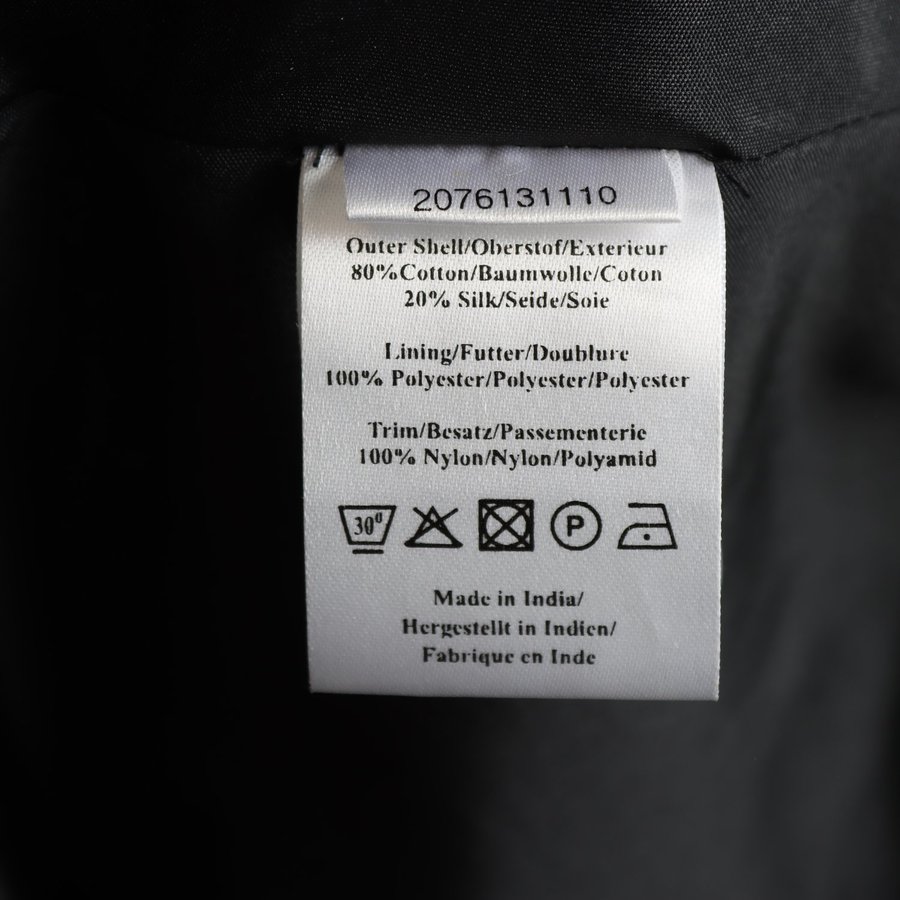 2076131110
Outer Shell/Oberstof/Exterieur
80%Cotton/Baumwolle/Coton
20% Silk/Seide/Soie
Lining/Futter/Doublure
100% Polyester/Polyester/Polyester
Trim/Besatz/Passementerie
100% Nylon/Nylon/Polyamid
30° P
Made in India/
Hergestellt in Indien/
Fabrique en Inde